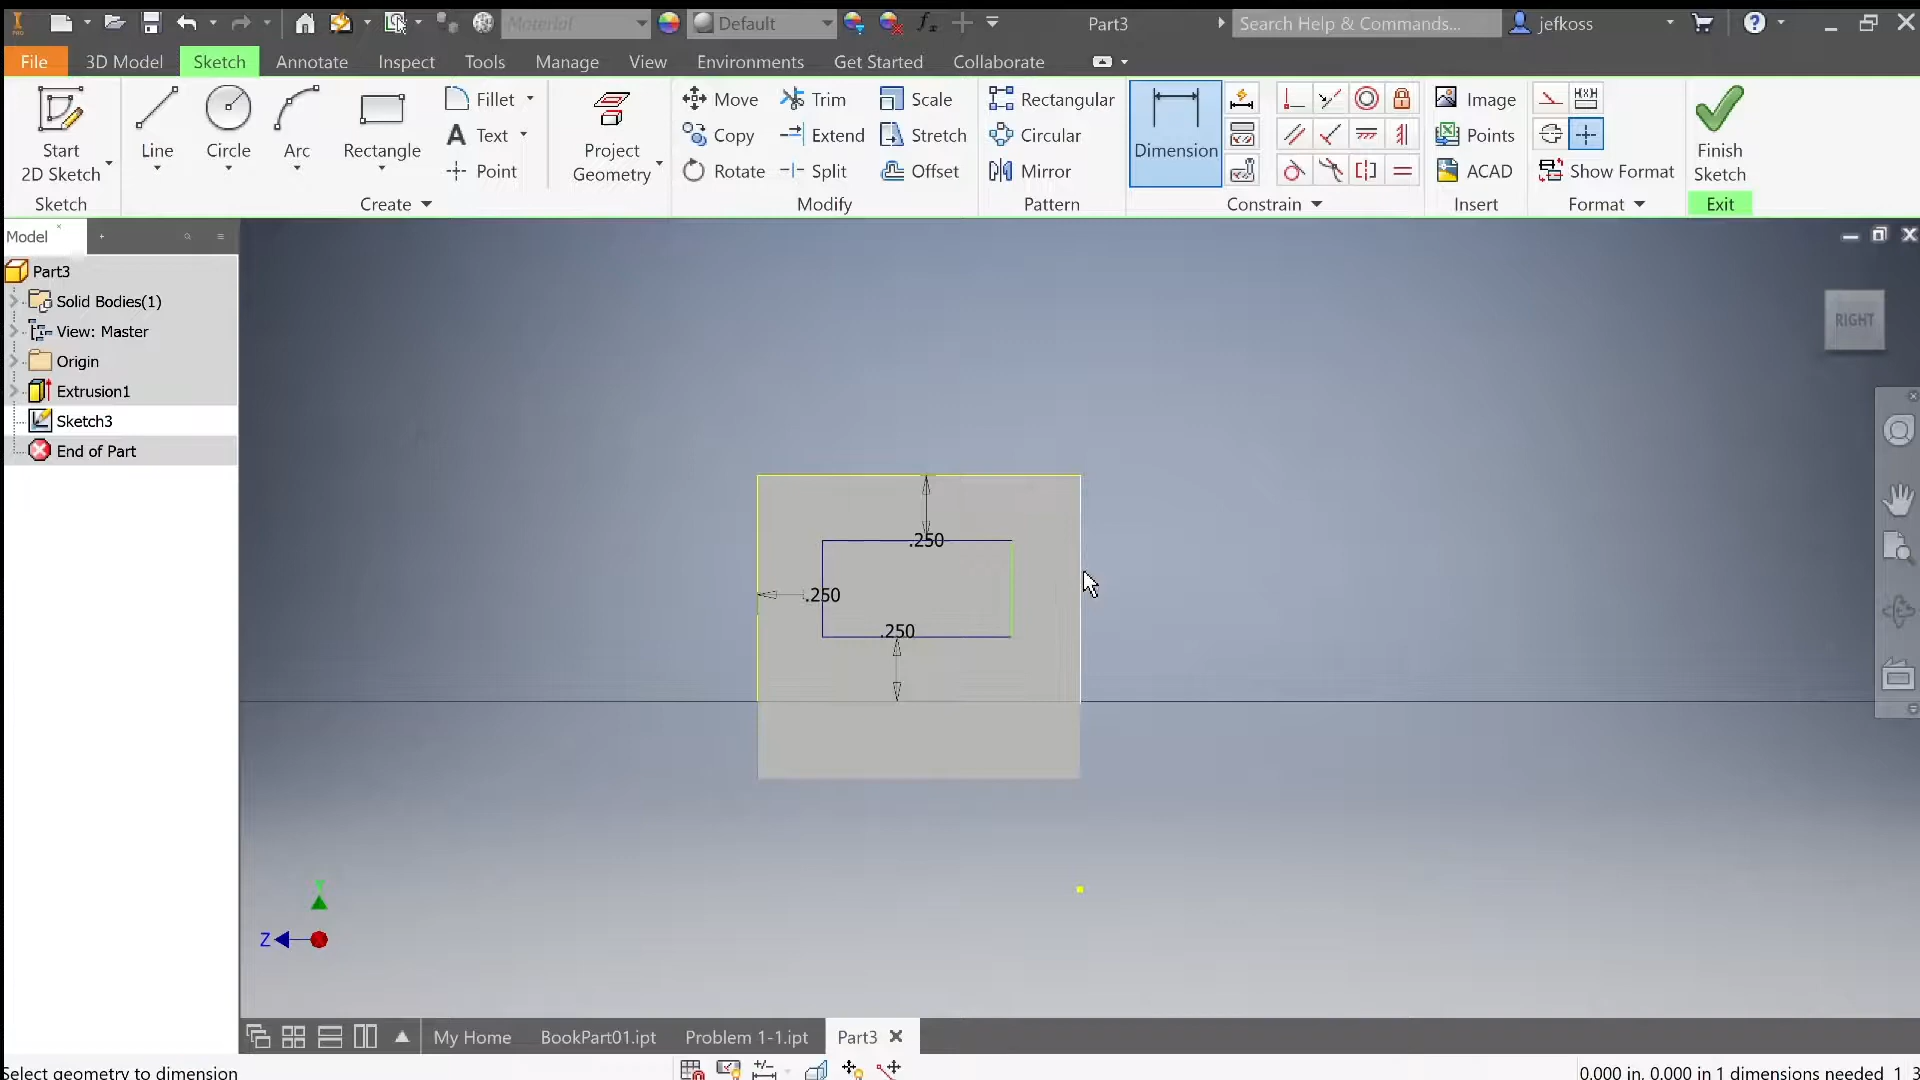 Material
Default
Part3
Search Help & Commands...
jefkoss
File
3D Model
Sketch
Annotate
Inspect
Tools
Manage
View
Environments
Get Started
Collaborate
Start
2D Sketch
Line
Circle
Arc
Rectangle
Fillet
Text
Point
Project
Geometry
Move
Copy
Rotate
Trim
Extend
Split
Scale
Stretch
Offset
Rectangular
Circular
Mirror
Dimension
Image
Points
ACAD
Show Format
Finish
Sketch
Sketch
Create
Modify
Pattern
Constrain
Insert
Format
Exit
Model
Part3
Solid Bodies(1)
View: Master
Origin
Extrusion1
Sketch3
End of Part
RIGHT
.250
.250
.250
Y
Z
My Home
BookPart01.ipt
Problem 1-1.ipt
Part3
Select geometry to dimension
0.000 in, 0.000 in 1 dimensions needed 1 3